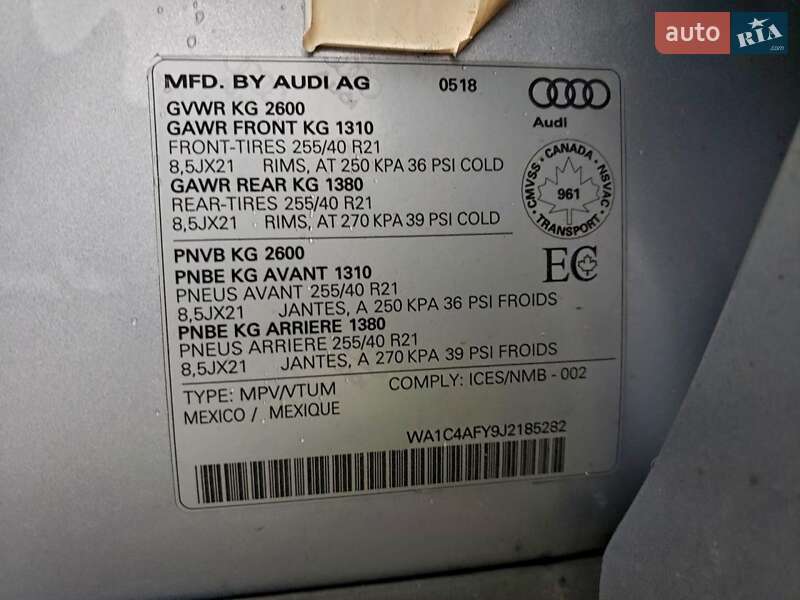 auto RIA.com
MFD. BY AUDI AG 0518
GVWR KG 2600
GAWR FRONT KG 1310
Audi
FRONT-TIRES 255/40 R21
8,5JX21 RIMS, AT 250 KPA 36 PSI COLD
GAWR REAR KG 1380
REAR-TIRES 255/40 R21
8,5JX21 RIMS, AT 270 KPA 39 PSI COLD
CMVSS · CANADA · NSVAC · TRANSPORT ·
961
PNVB KG 2600
PNBE KG AVANT 1310
EC
PNEUS AVANT 255/40 R21
8,5JX21 JANTES, A 250 KPA 36 PSI FROIDS
PNBE KG ARRIERE 1380
PNEUS ARRIERE 255/40 R21
8,5JX21 JANTES, A 270 KPA 39 PSI FROIDS
TYPE: MPV/VTUM COMPLY: ICES/NMB - 002
MEXICO / MEXIQUE
WA1C4AFY9J2185282